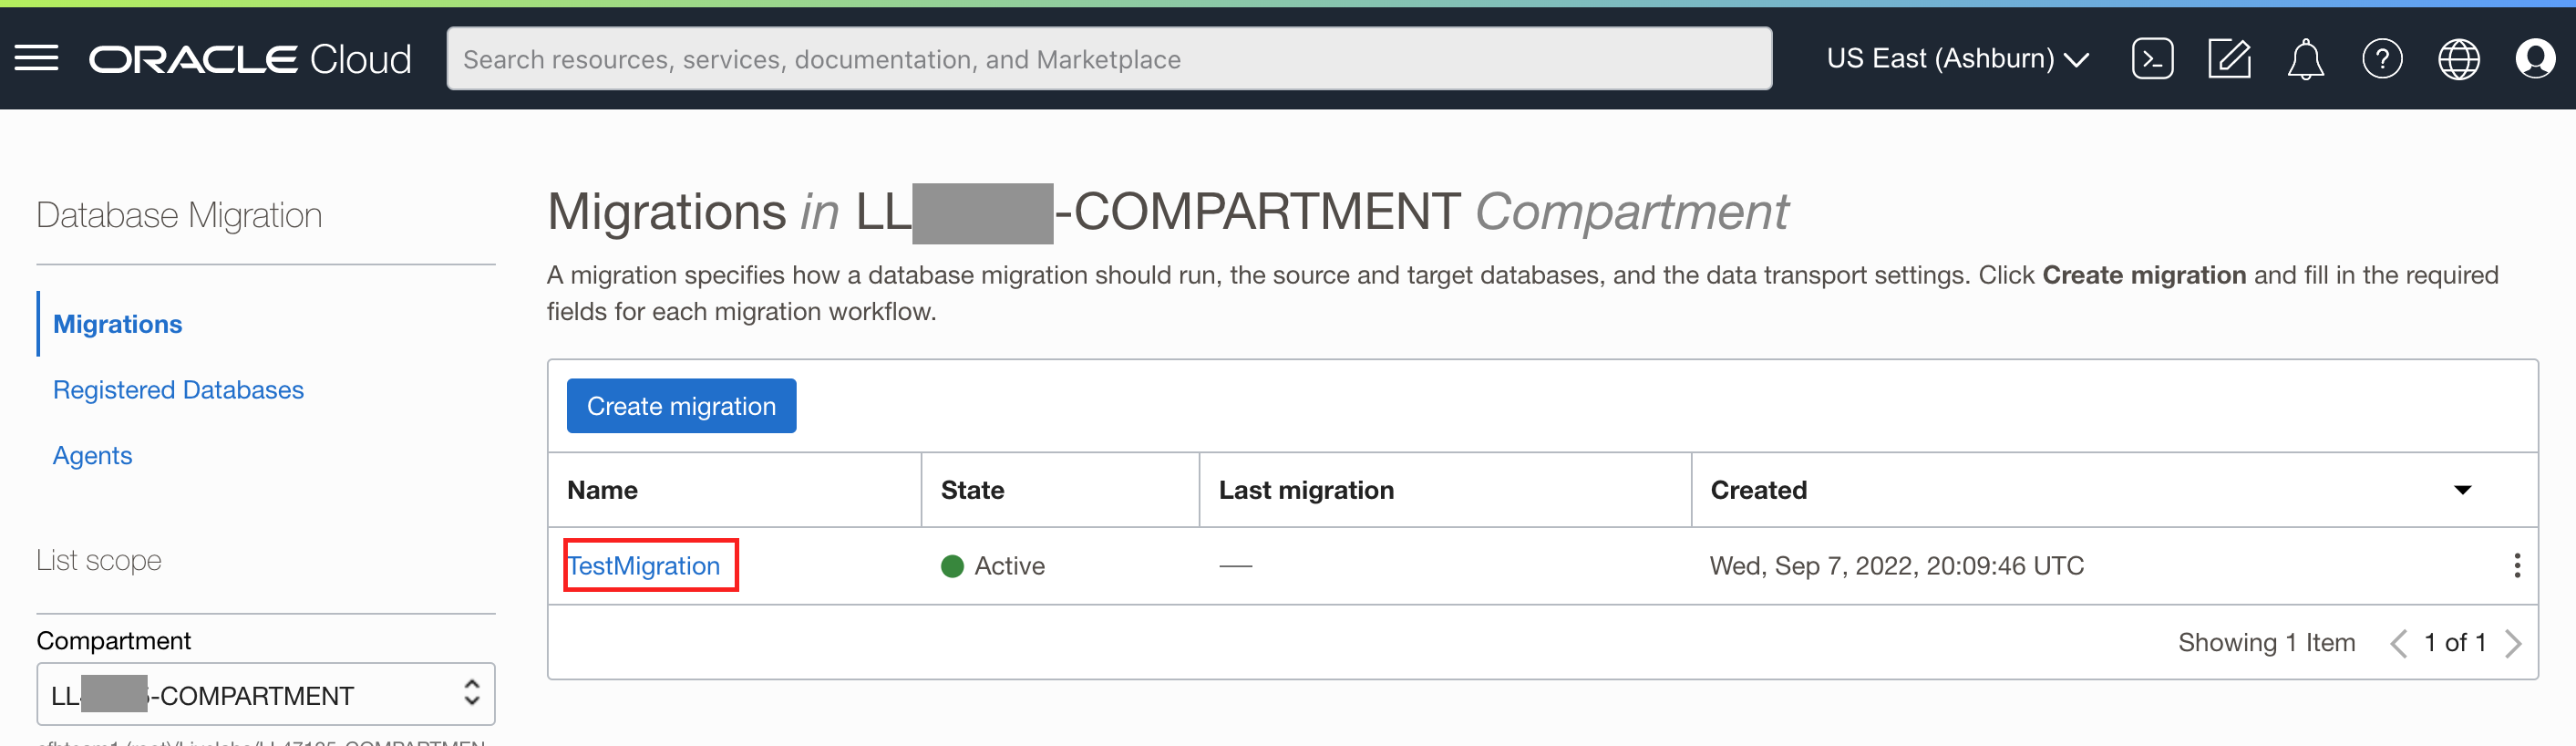 ORACLE Cloud
Search resources, services, documentation, and Marketplace
US East (Ashburn)
Database Migration
Migrations
Registered Databases
Agents
List scope
Compartment
LL -COMPARTMENT
Migrations in LL -COMPARTMENT Compartment
A migration specifies how a database migration should run, the source and target databases, and the data transport settings. Click Create migration and fill in the required
fields for each migration workflow.
Create migration
Name State Last migration Created
TestMigration Active — Wed, Sep 7, 2022, 20:09:46 UTC
Showing 1 Item 1 of 1